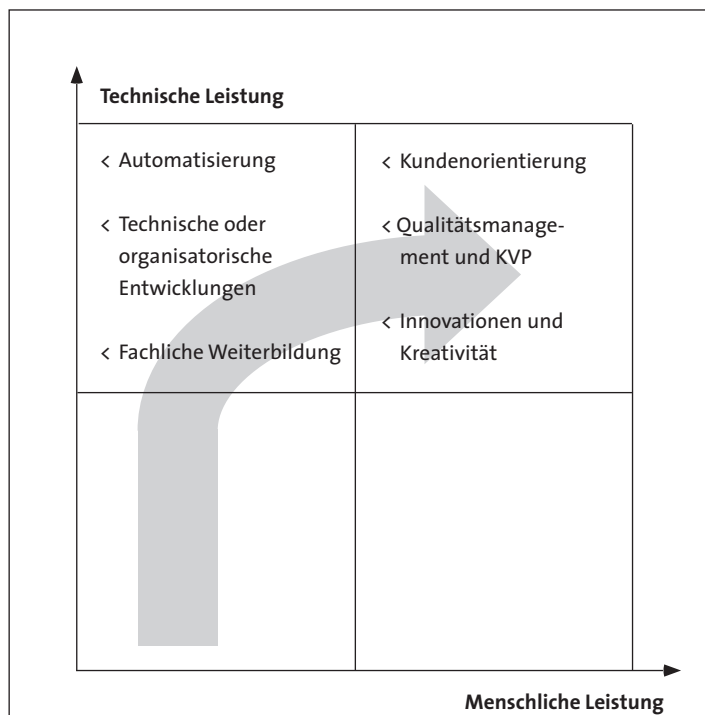 Technische Leistung
< Automatisierung
< Technische oder
organisatorische
Entwicklungen
< Fachliche Weiterbildung
< Kundenorientierung
< Qualitätsmanage-
ment und KVP
< Innovationen und
Kreativität
Menschliche Leistung